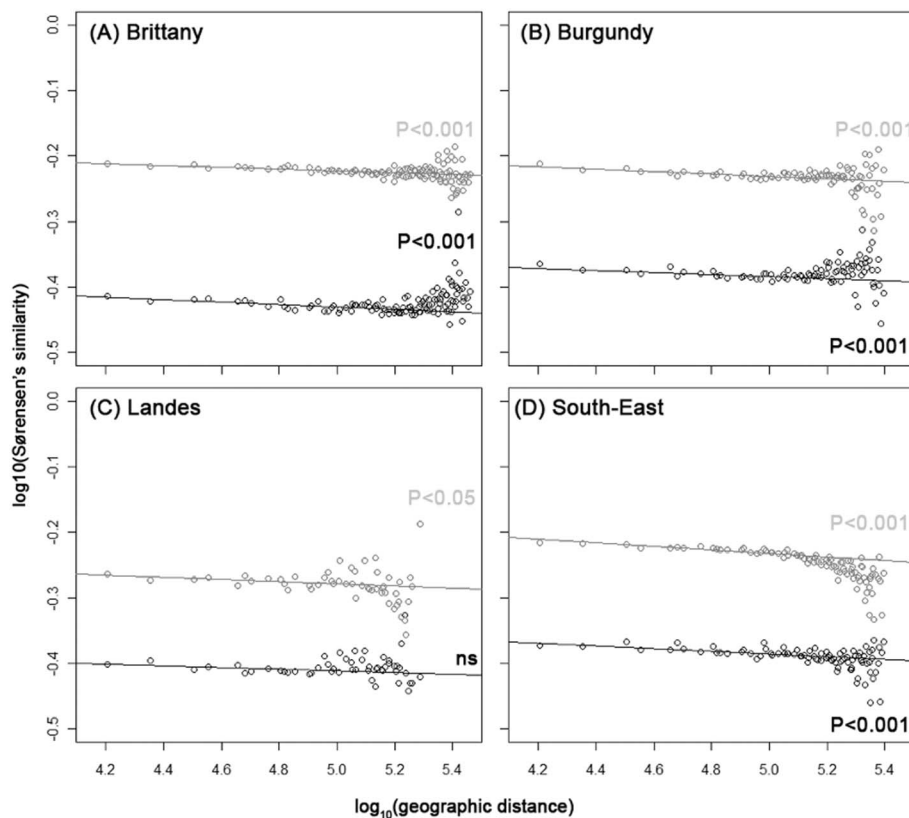 (A) Brittany
(B) Burgundy
P<0.001
P<0.001
P<0.001
P<0.001
0.0
-0.1
-0.2
-0.3
-0.4
-0.5
(C) Landes
(D) South-East
P<0.05
P<0.001
ns
P<0.001
0.0
-0.1
-0.2
-0.3
-0.4
-0.5
log10(Sørensen's similarity)
4.2 4.4 4.6 4.8 5.0 5.2 5.4
4.2 4.4 4.6 4.8 5.0 5.2 5.4
log10(geographic distance)